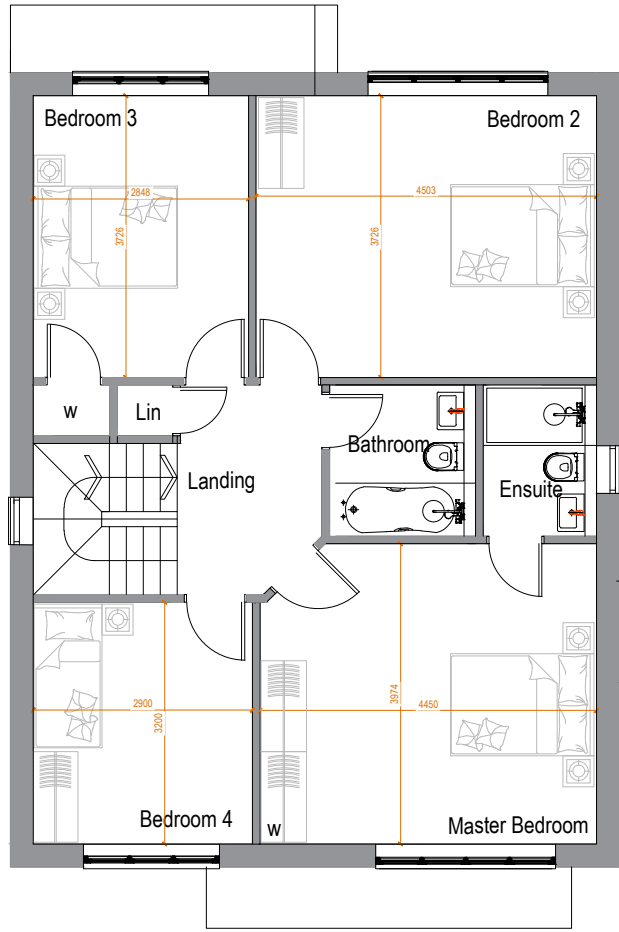 Bedroom 3
Bedroom 2
2848
4503
3726
3726
w
Lin
Bathroom
Landing
Ensuite
2900
3200
3974
4450
Bedroom 4
w
Master Bedroom